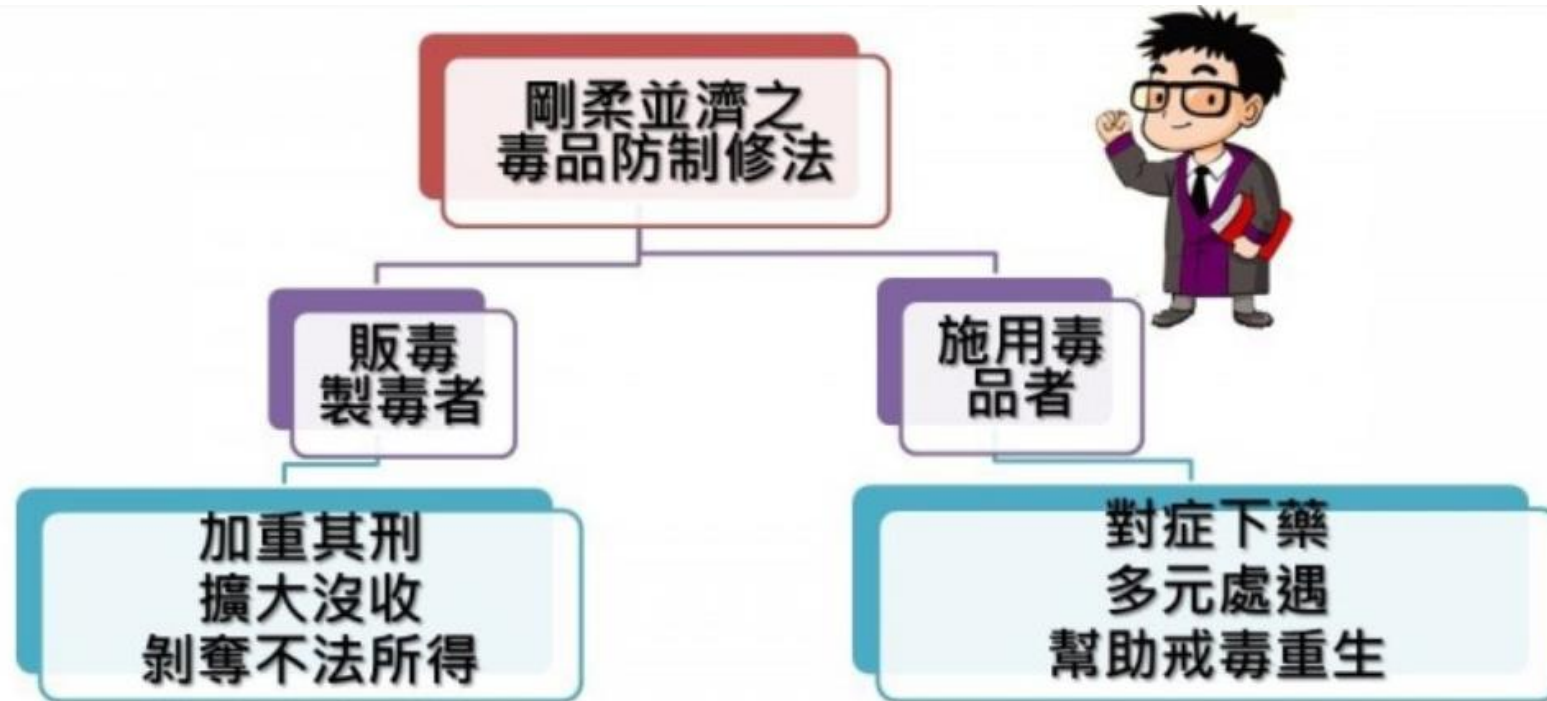 剛柔並濟之
毒品防制修法
販毒
製毒者
施用毒
品者
加重其刑
擴大沒收
剝奪不法所得
對症下藥
多元處遇
幫助戒毒重生